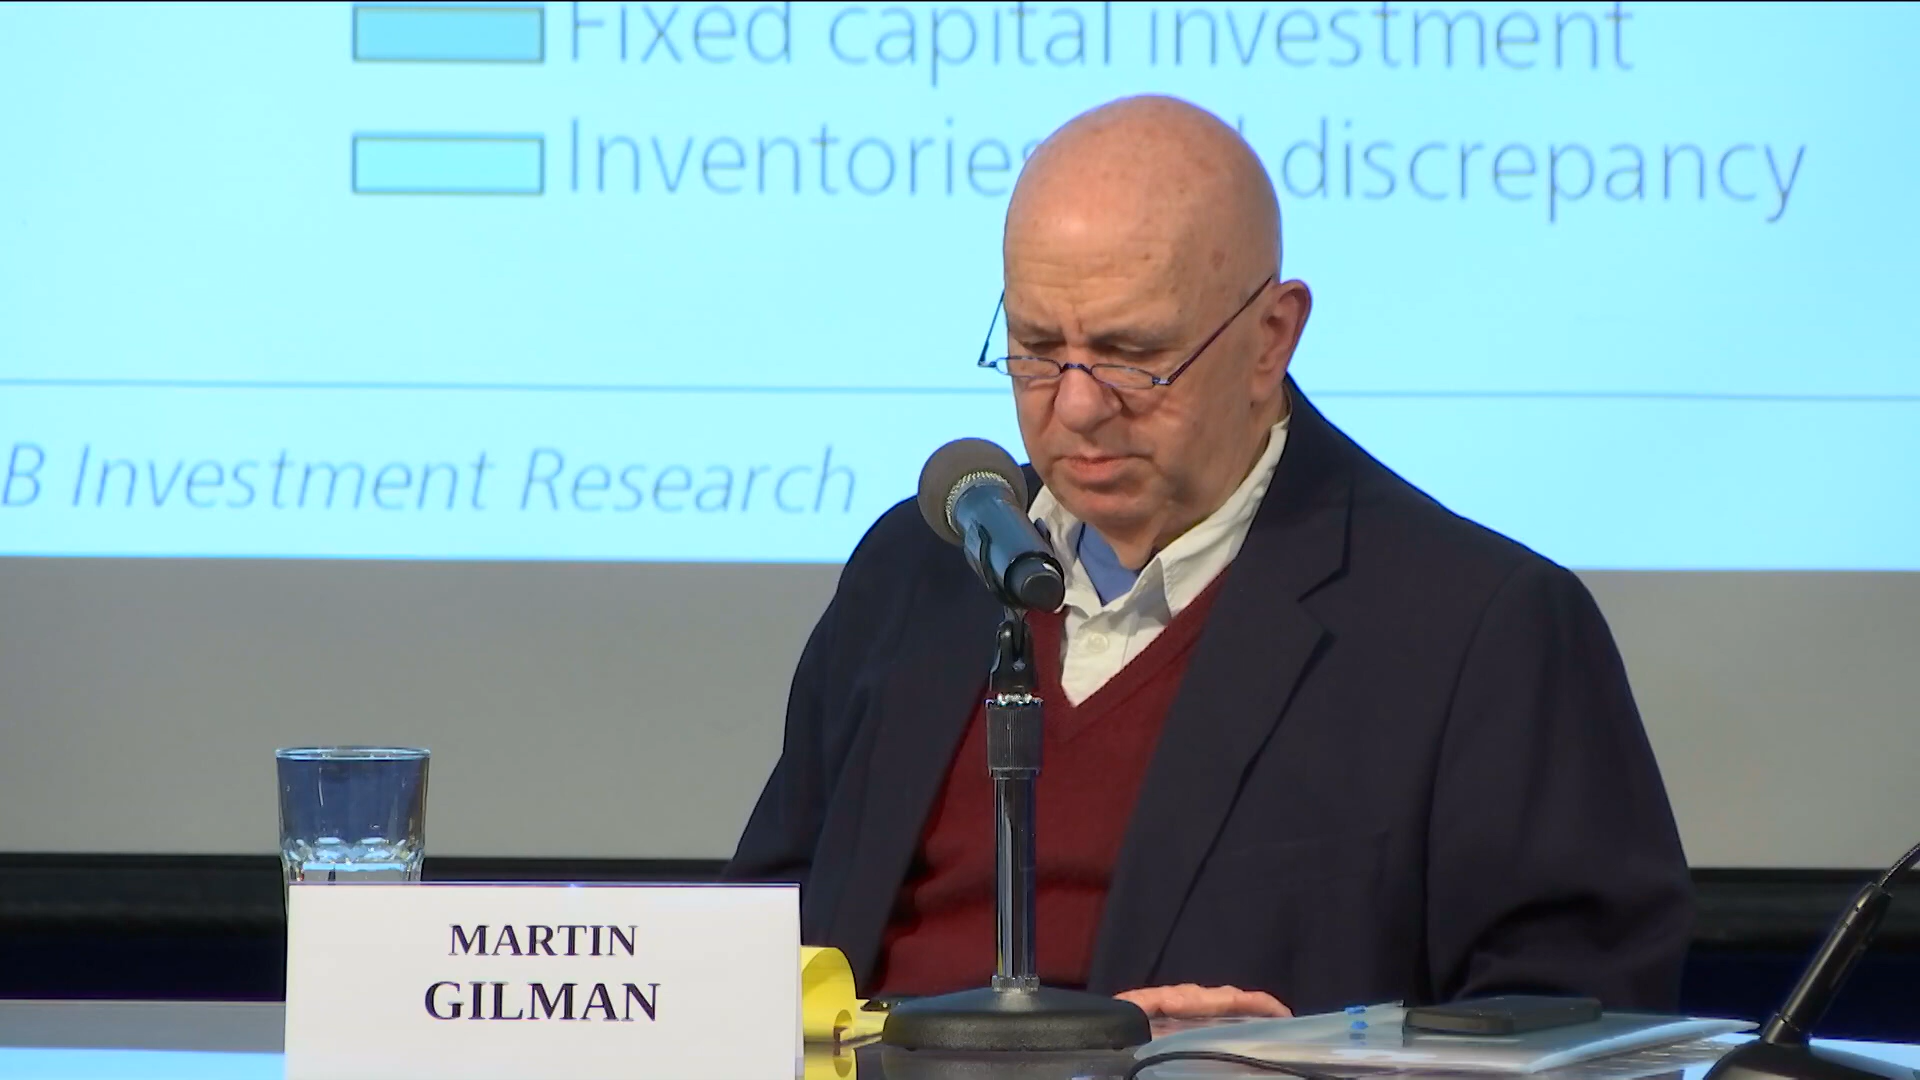 Fixed capital investment
Inventories discrepancy
B Investment Research
MARTIN
GILMAN